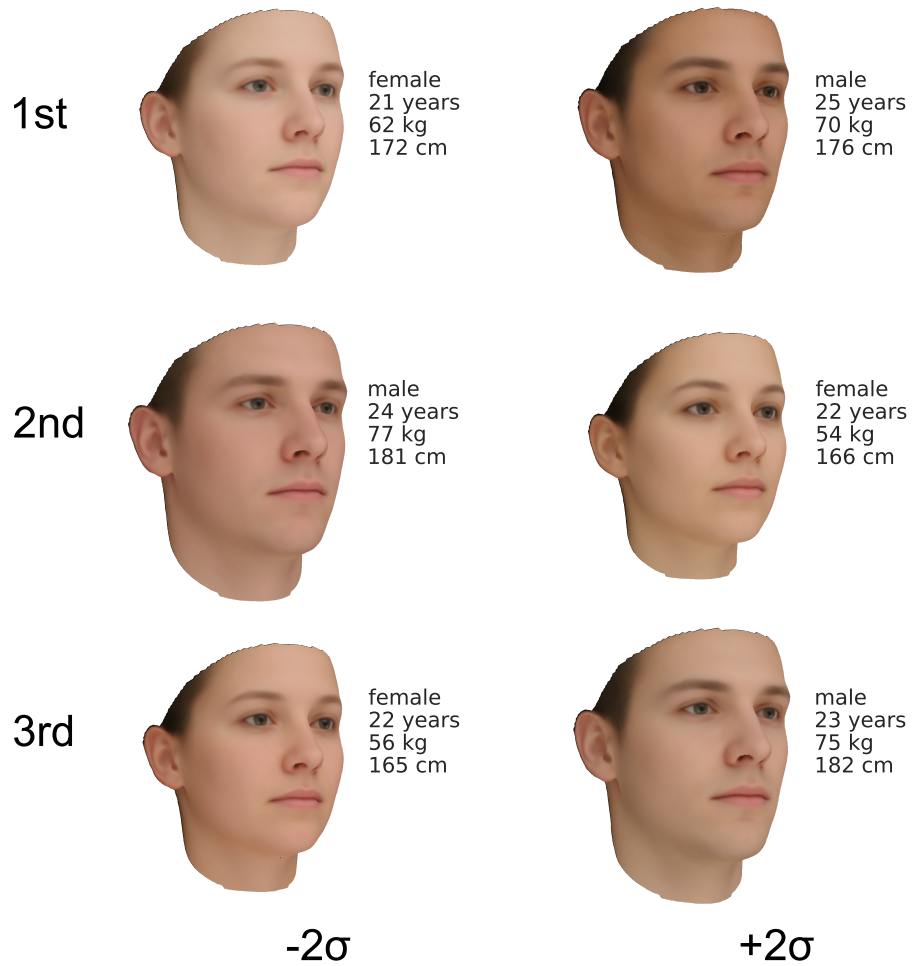 1st
female
21 years
62 kg
172 cm
male
25 years
70 kg
176 cm
2nd
male
24 years
77 kg
181 cm
female
22 years
54 kg
166 cm
3rd
female
22 years
56 kg
165 cm
male
23 years
75 kg
182 cm
-2σ
+2σ